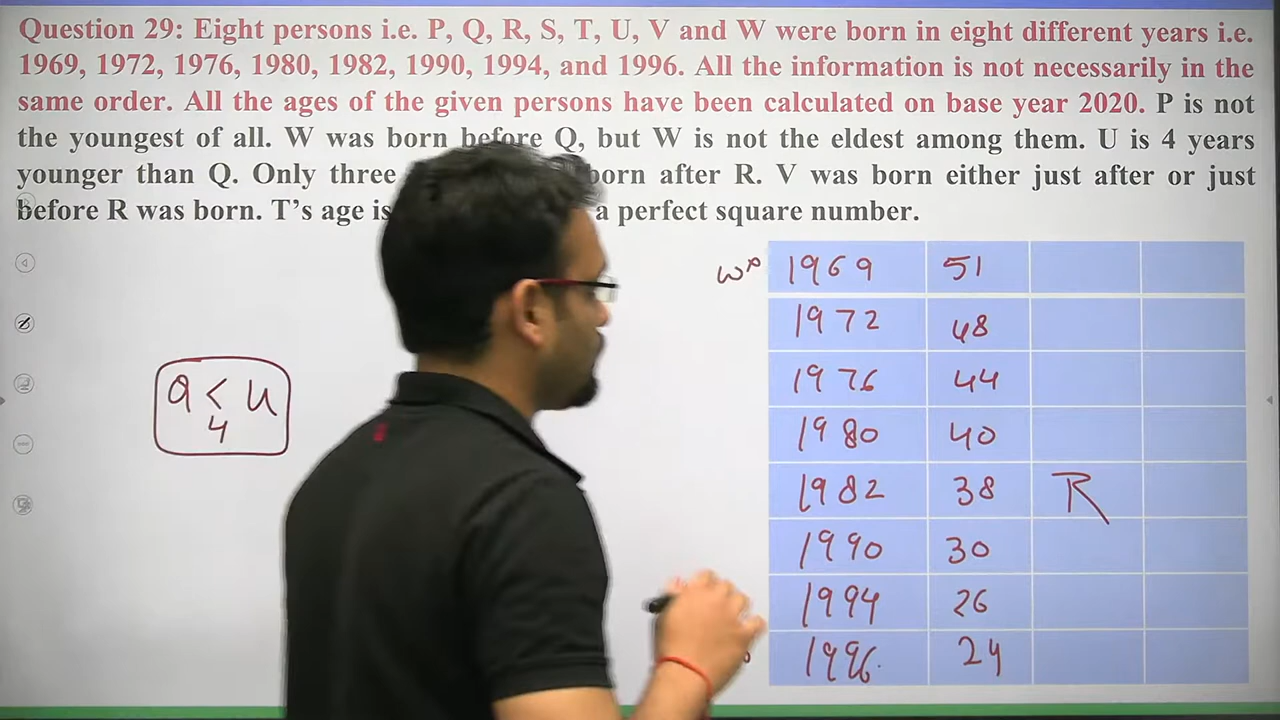 Question 29: Eight persons i.e. P, Q, R, S, T, U, V and W were born in eight different years i.e.
1969, 1972, 1976, 1980, 1982, 1990, 1994, and 1996. All the information is not necessarily in the
same order. All the ages of the given persons have been calculated on base year 2020. P is not
the youngest of all. W was born before Q, but W is not the eldest among them. U is 4 years
younger than Q. Only three born after R. V was born either just after or just
before R was born. T's age is a perfect square number.
W× 1969 51
1972 48
1976 44
1980 40
1982 38 R
1990 30
1994 26
1996 24
Q < U
4